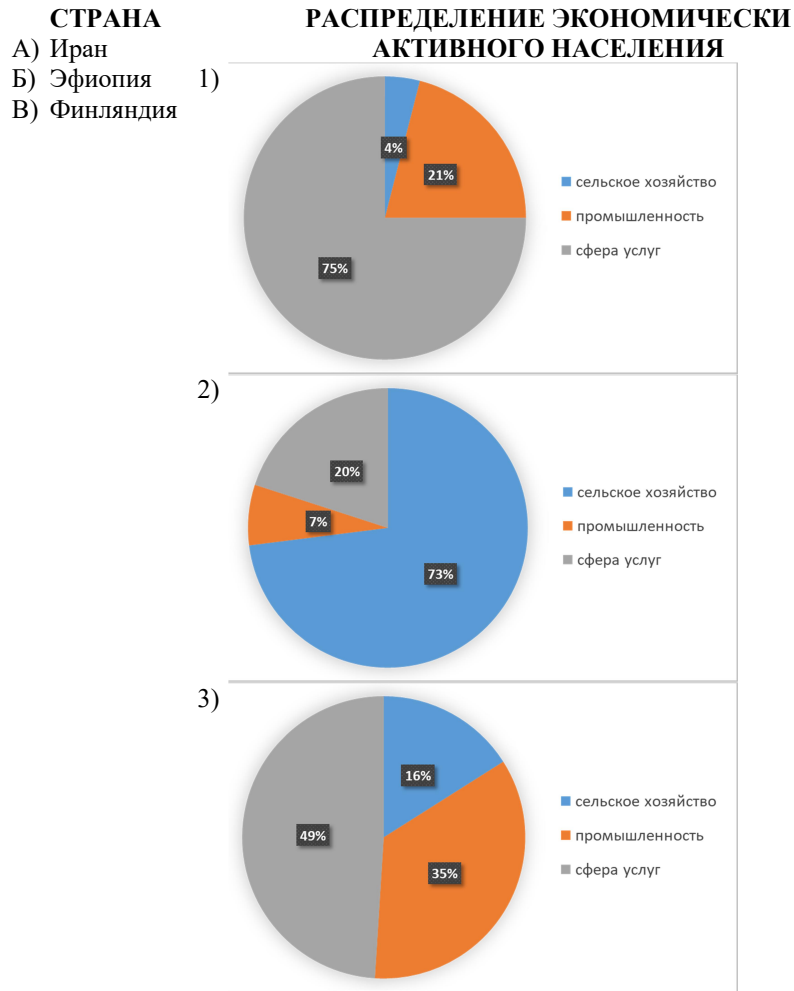 СТРАНА
А) Иран
Б) Эфиопия
В) Финляндия
РАСПРЕДЕЛЕНИЕ ЭКОНОМИЧЕСКИ
АКТИВНОГО НАСЕЛЕНИЯ
1)
4%
21%
75%
сельское хозяйство
промышленность
сфера услуг
2)
20%
7%
73%
сельское хозяйство
промышленность
сфера услуг
3)
16%
49%
35%
сельское хозяйство
промышленность
сфера услуг